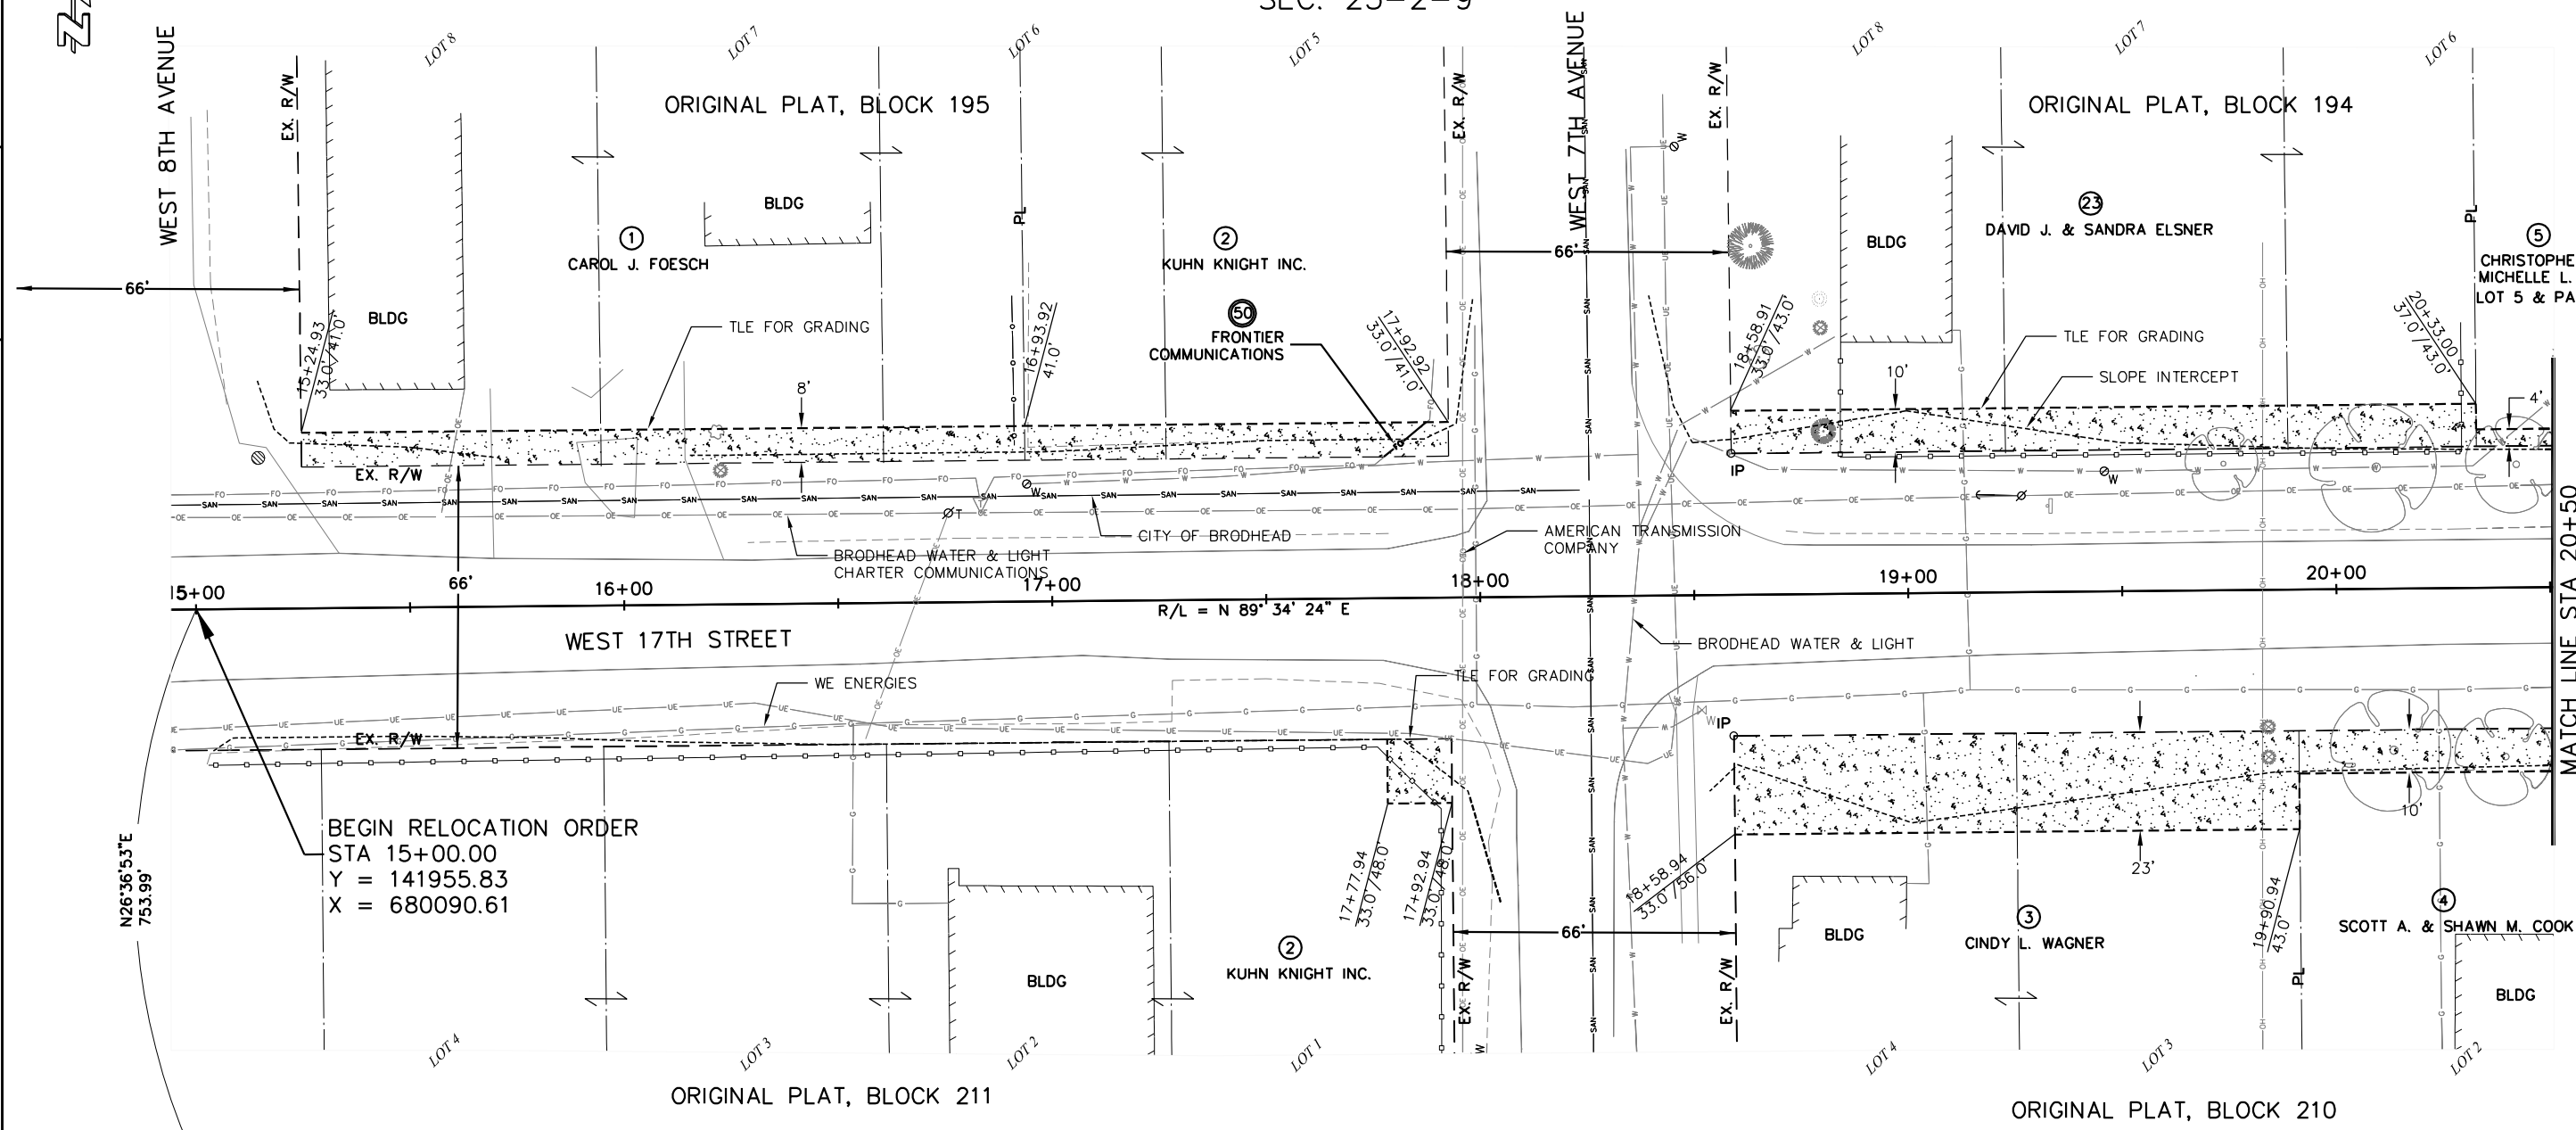 SEC. 25-2-9
WEST 8TH AVENUE
EX. R/W
LOT 8
LOT 7
LOT 6
LOT 5
EX. R/W
WEST 7TH AVENUE
EX. R/W
LOT 8
LOT 7
LOT 6
ORIGINAL PLAT, BLOCK 195
ORIGINAL PLAT, BLOCK 194
BLDG
PL
W
1
CAROL J. FOESCH
2
KUHN KNIGHT INC.
23
DAVID J. & SANDRA ELSNER
BLDG
PL
5
CHRISTOPHE
MICHELLE L.
LOT 5 & PA
66'
66'
BLDG
50
FRONTIER
COMMUNICATIONS
TLE FOR GRADING
TLE FOR GRADING
SLOPE INTERCEPT
15+24.93
33.0'/41.0'
16+93.92
41.0'
17+92.92
33.0'/41.0'
18+58.91
33.0'/43.0'
20+33.00
37.0'/43.0'
8'
10'
4'
EX. R/W
IP
W
W
T
CITY OF BRODHEAD
AMERICAN TRANSMISSION
COMPANY
BRODHEAD WATER & LIGHT
CHARTER COMMUNICATIONS
66'
15+00
16+00
17+00
18+00
19+00
20+00
R/L = N 89° 34' 24" E
MATCH LINE STA 20+50
WEST 17TH STREET
BRODHEAD WATER & LIGHT
WE ENERGIES
TLE FOR GRADING
EX. R/W
W
IP
BEGIN RELOCATION ORDER
STA 15+00.00
Y = 141955.83
X = 680090.61
N26°36'53"E
753.99'
17+77.94
33.0'/48.0'
17+92.94
33.0'/48.0'
18+58.94
33.0'/56.0'
19+90.94
43.0'
23'
10'
2
KUHN KNIGHT INC.
66'
BLDG
3
CINDY L. WAGNER
4
SCOTT A. & SHAWN M. COOK
BLDG
BLDG
EX. R/W
EX. R/W
PL
W
LOT 4
LOT 3
LOT 2
LOT 1
LOT 4
LOT 3
LOT 2
ORIGINAL PLAT, BLOCK 211
ORIGINAL PLAT, BLOCK 210